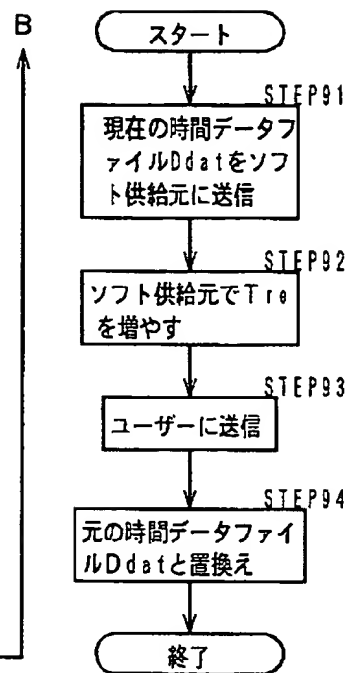 B
スタート
STEP91
現在の時間データフ
ァイルDdatをソフ
ト供給元に送信
STEP92
ソフト供給元でTre
を増やす
STEP93
ユーザーに送信
STEP94
元の時間データファイ
ルDdatと置換え
終了